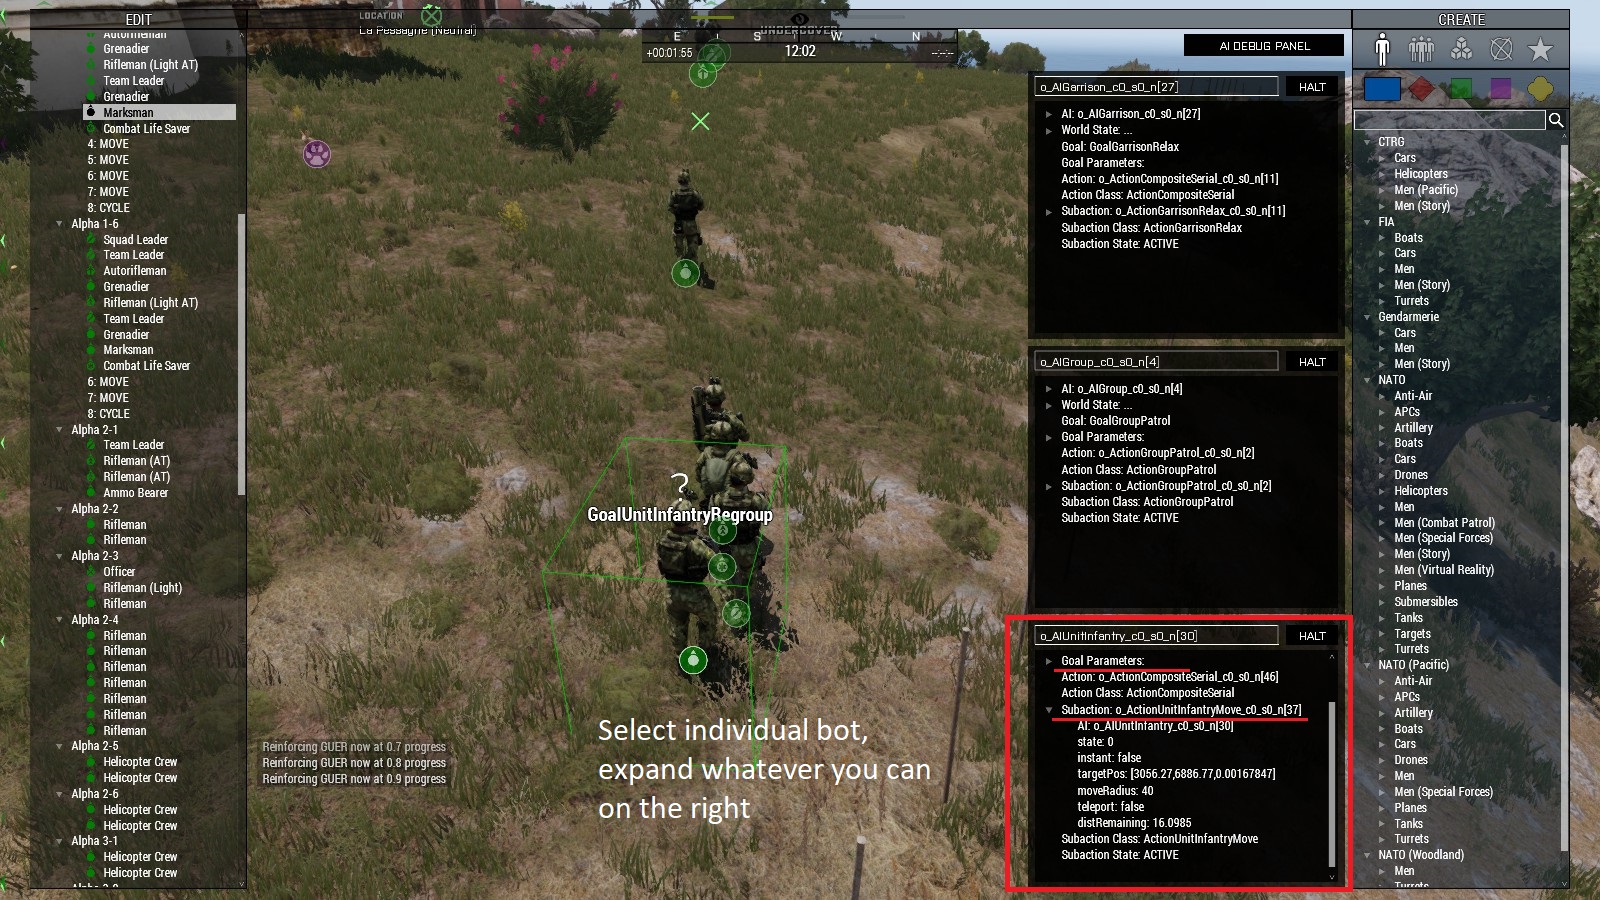 EDIT
Autorifleman
Grenadier
Rifleman (Light AT)
Team Leader
Grenadier
Marksman
Combat Life Saver
4: MOVE
5: MOVE
6: MOVE
7: MOVE
8: CYCLE
Alpha 1-6
Squad Leader
Team Leader
Autorifleman
Grenadier
Rifleman (Light AT)
Team Leader
Grenadier
Marksman
Combat Life Saver
6: MOVE
7: MOVE
8: CYCLE
Alpha 2-1
Team Leader
Rifleman (AT)
Rifleman (AT)
Ammo Bearer
Alpha 2-2
Rifleman
Rifleman
Alpha 2-3
Officer
Rifleman (Light)
Rifleman
Alpha 2-4
Rifleman
Rifleman
Rifleman
Rifleman
Rifleman
Rifleman
Rifleman
Alpha 2-5
Helicopter Crew
Helicopter Crew
Alpha 2-6
Helicopter Crew
Helicopter Crew
Alpha 3-1
Helicopter Crew
Helicopter Crew
LOCATION
La Pessagne (Neutral)
UNDERCOVER
E S W N
+00:01:55 12:02 --:--
?
GoalUnitInfantryRegroup
Reinforcing GUER now at 0.7 progress
Reinforcing GUER now at 0.8 progress
Reinforcing GUER now at 0.9 progress
Select individual bot,
expand whatever you can
on the right
AI DEBUG PANEL
o_AIGarrison_c0_s0_n[27] HALT
AI: o_AIGarrison_c0_s0_n[27]
World State: ...
Goal: GoalGarrisonRelax
Goal Parameters:
Action: o_ActionCompositeSerial_c0_s0_n[11]
Action Class: ActionCompositeSerial
Subaction: o_ActionGarrisonRelax_c0_s0_n[11]
Subaction Class: ActionGarrisonRelax
Subaction State: ACTIVE
o_AIGroup_c0_s0_n[4] HALT
AI: o_AIGroup_c0_s0_n[4]
World State: ...
Goal: GoalGroupPatrol
Goal Parameters:
Action: o_ActionGroupPatrol_c0_s0_n[2]
Action Class: ActionGroupPatrol
Subaction: o_ActionGroupPatrol_c0_s0_n[2]
Subaction Class: ActionGroupPatrol
Subaction State: ACTIVE
o_AIUnitInfantry_c0_s0_n[30] HALT
Goal Parameters:
Action: o_ActionCompositeSerial_c0_s0_n[46]
Action Class: ActionCompositeSerial
Subaction: o_ActionUnitInfantryMove_c0_s0_n[37]
AI: o_AIUnitInfantry_c0_s0_n[30]
state: 0
instant: false
targetPos: [3056.27,6886.77,0.00167847]
moveRadius: 40
teleport: false
distRemaining: 16.0985
Subaction Class: ActionUnitInfantryMove
Subaction State: ACTIVE
CREATE
CTRG
Cars
Helicopters
Men (Pacific)
Men (Story)
FIA
Boats
Cars
Men
Men (Story)
Turrets
Gendarmerie
Cars
Men
Men (Story)
NATO
Anti-Air
APCs
Artillery
Boats
Cars
Drones
Helicopters
Men
Men (Combat Patrol)
Men (Special Forces)
Men (Story)
Men (Virtual Reality)
Planes
Submersibles
Tanks
Targets
Turrets
NATO (Pacific)
Anti-Air
APCs
Artillery
Boats
Cars
Drones
Men
Men (Special Forces)
Planes
Tanks
Turrets
NATO (Woodland)
Men
Turrets